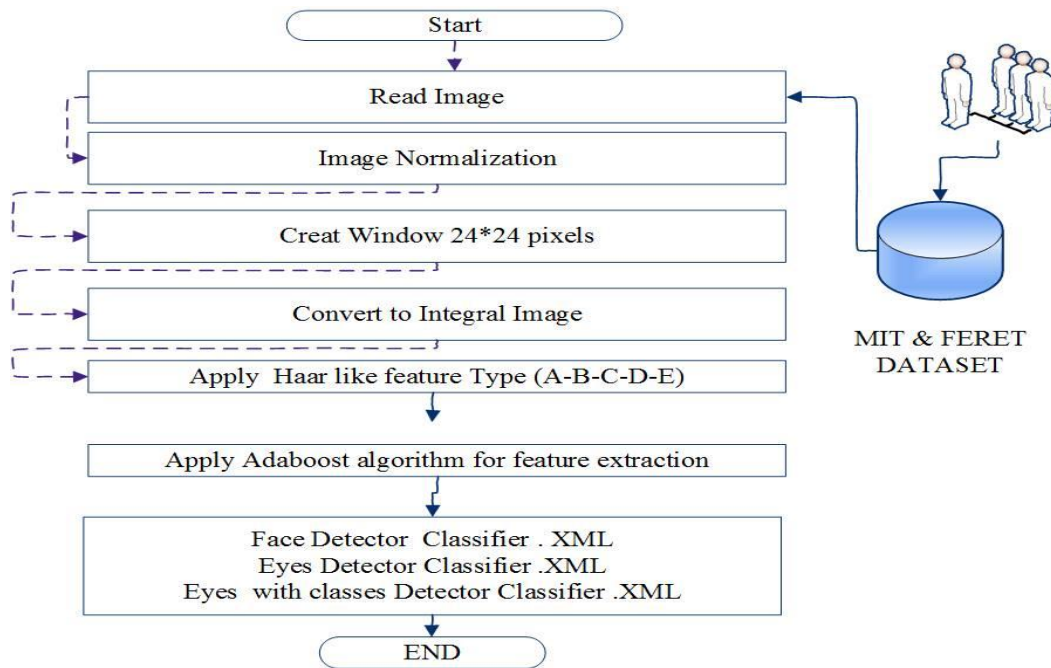 Start
Read Image
Image Normalization
Creat Window 24*24 pixels
Convert to Integral Image
Apply Haar like feature Type (A-B-C-D-E)
Apply Adaboost algorithm for feature extraction
Face Detector Classifier . XML
Eyes Detector Classifier .XML
Eyes with classes Detector Classifier .XML
END
MIT & FERET
DATASET